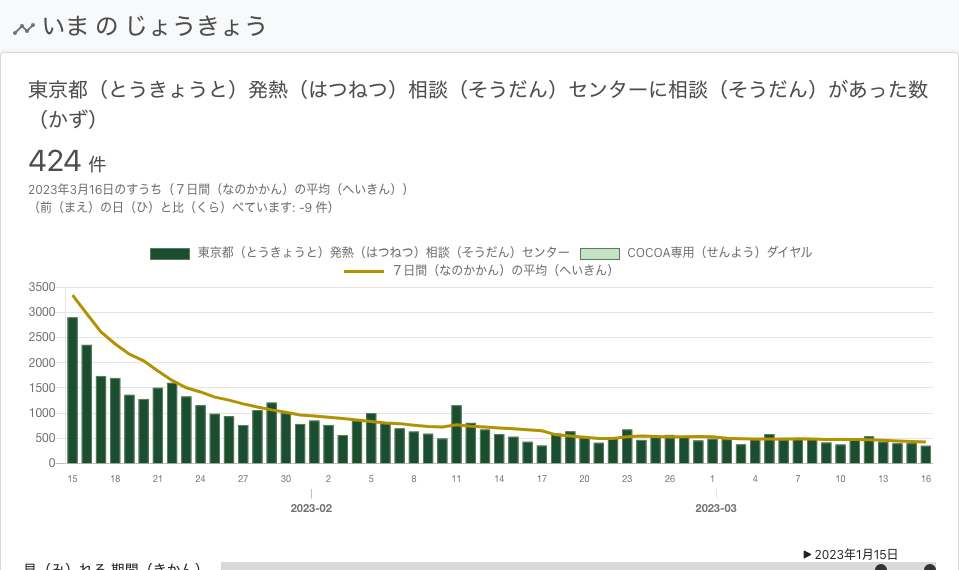 いま の じょうきょう
東京都（とうきょうと）発熱（はつねつ）相談（そうだん）センターに相談（そうだん）があった数
（かず）
424 件
2023年3月16日のすうち（７日間（なのかかん）の平均（へいきん））
（前（まえ）の日（ひ）と比（くら）べています: -9 件）
東京都（とうきょうと）発熱（はつねつ）相談（そうだん）センター COCOA専用（せんよう）ダイヤル
７日間（なのかかん）の平均（へいきん）
3500
3000
2500
2000
1500
1000
500
0
15 18 21 24 27 30 2 5 8 11 14 17 20 23 26 1 4 7 10 13 16
2023-02 2023-03
▶ 2023年1月15日
見（み）れる 期間（きかん）